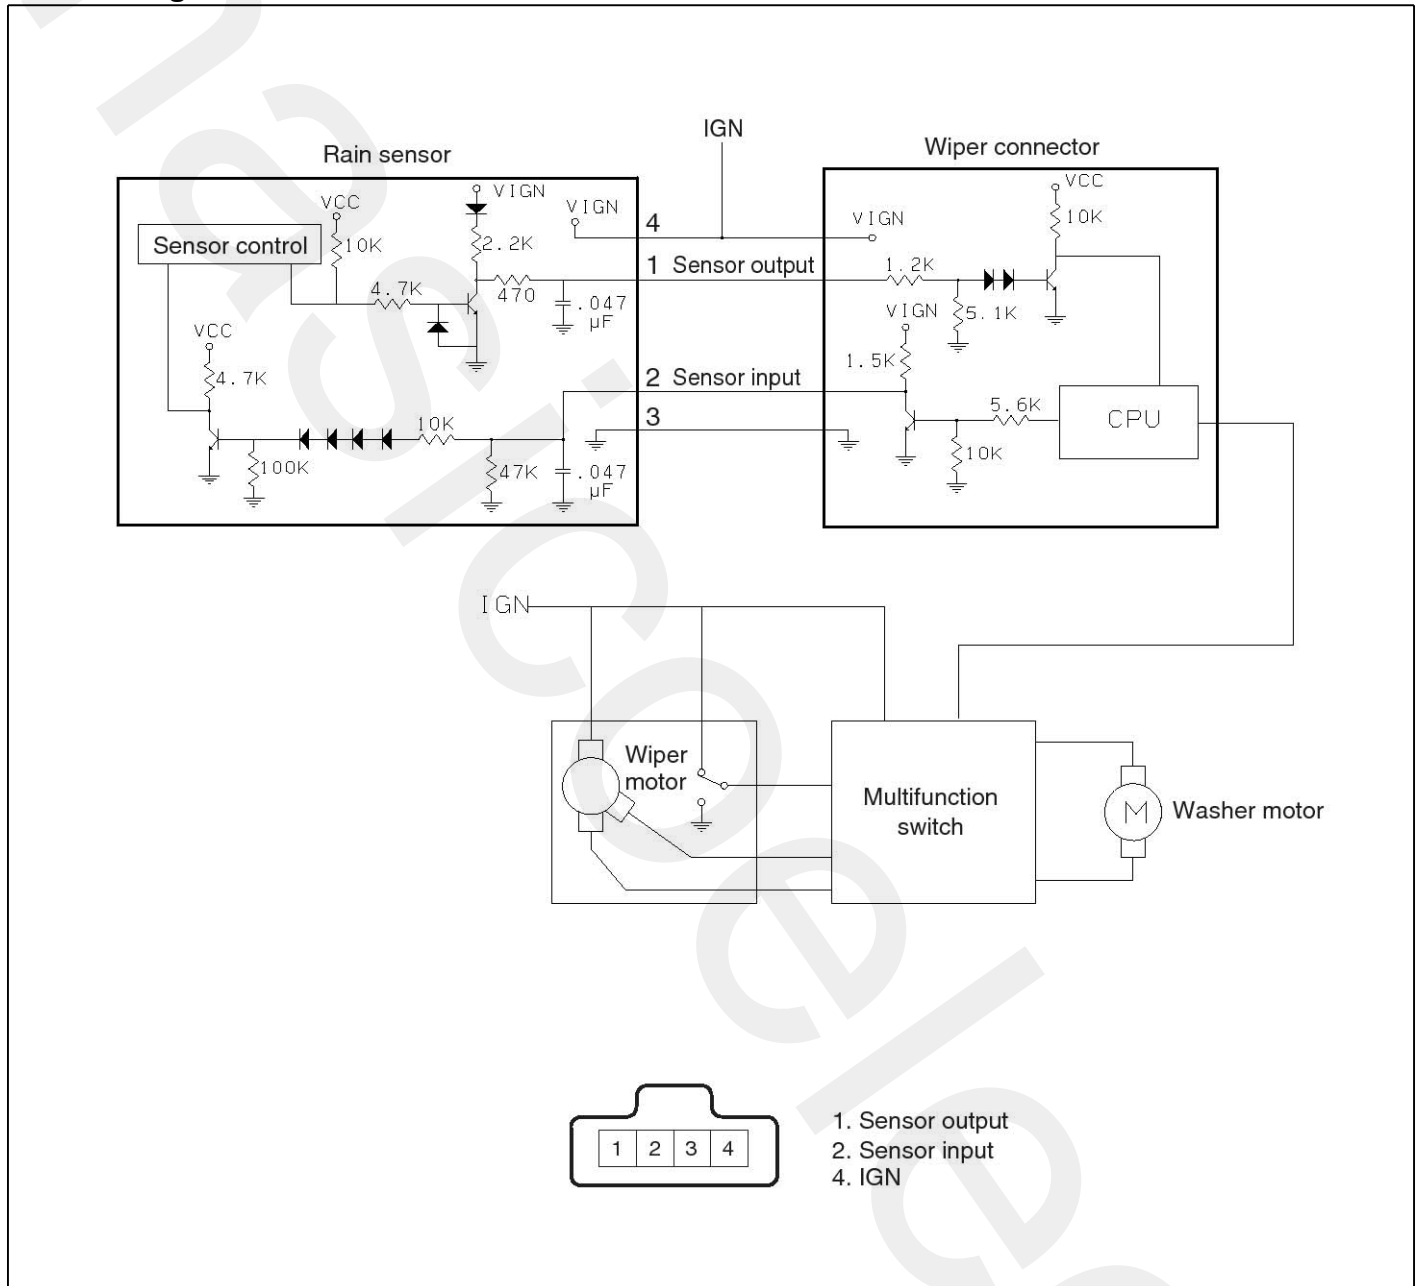 IGN
Rain sensor
Wiper connector
VCC
VIGN
VIGN
4
VIGN
VCC
10K
Sensor control
10K
2.2K
1 Sensor output
1.2K
4.7K
470
.047
µF
VIGN
5.1K
VCC
4.7K
1.5K
2 Sensor input
3
5.6K
CPU
10K
10K
100K
47K
.047
µF
IGN
Wiper
motor
Multifunction
switch
M
Washer motor
1 2 3 4
1. Sensor output
2. Sensor input
4. IGN